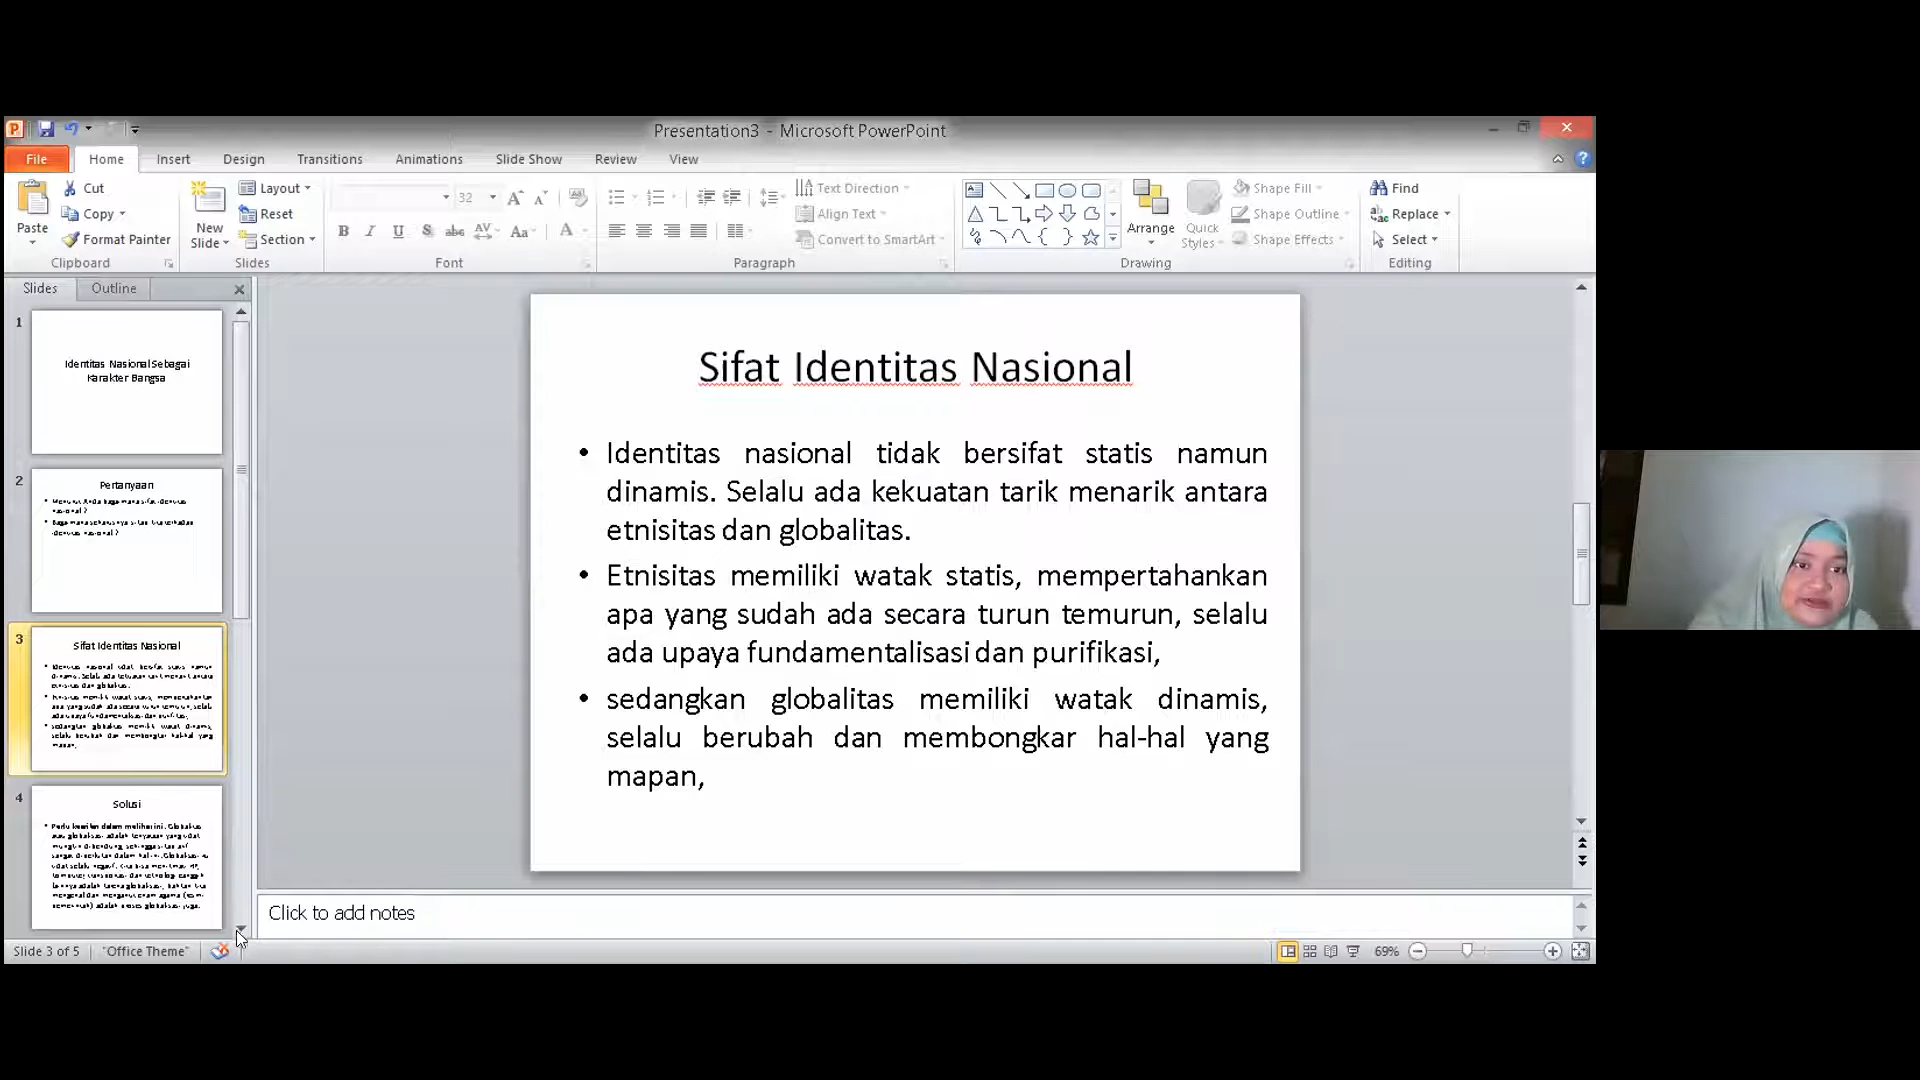 Presentation3 - Microsoft PowerPoint
File Home Insert Design Transitions Animations Slide Show Review View
Paste
Cut
Copy
Format Painter
Clipboard
New Slide
Layout
Reset
Section
Slides
32
Font
Text Direction
Align Text
Convert to SmartArt
Paragraph
Arrange
Quick Styles
Shape Fill
Shape Outline
Shape Effects
Drawing
Find
Replace
Select
Editing
Slides Outline
1
Identitas Nasional Sebagai
Karakter Bangsa
2
Pertanyaan
3
Sifat Identitas Nasional
4
Solusi
Sifat Identitas Nasional
• Identitas nasional tidak bersifat statis namun
dinamis. Selalu ada kekuatan tarik menarik antara
etnisitas dan globalitas.
• Etnisitas memiliki watak statis, mempertahankan
apa yang sudah ada secara turun temurun, selalu
ada upaya fundamentalisasi dan purifikasi,
• sedangkan globalitas memiliki watak dinamis,
selalu berubah dan membongkar hal-hal yang
mapan,
Click to add notes
Slide 3 of 5 "Office Theme" 69%